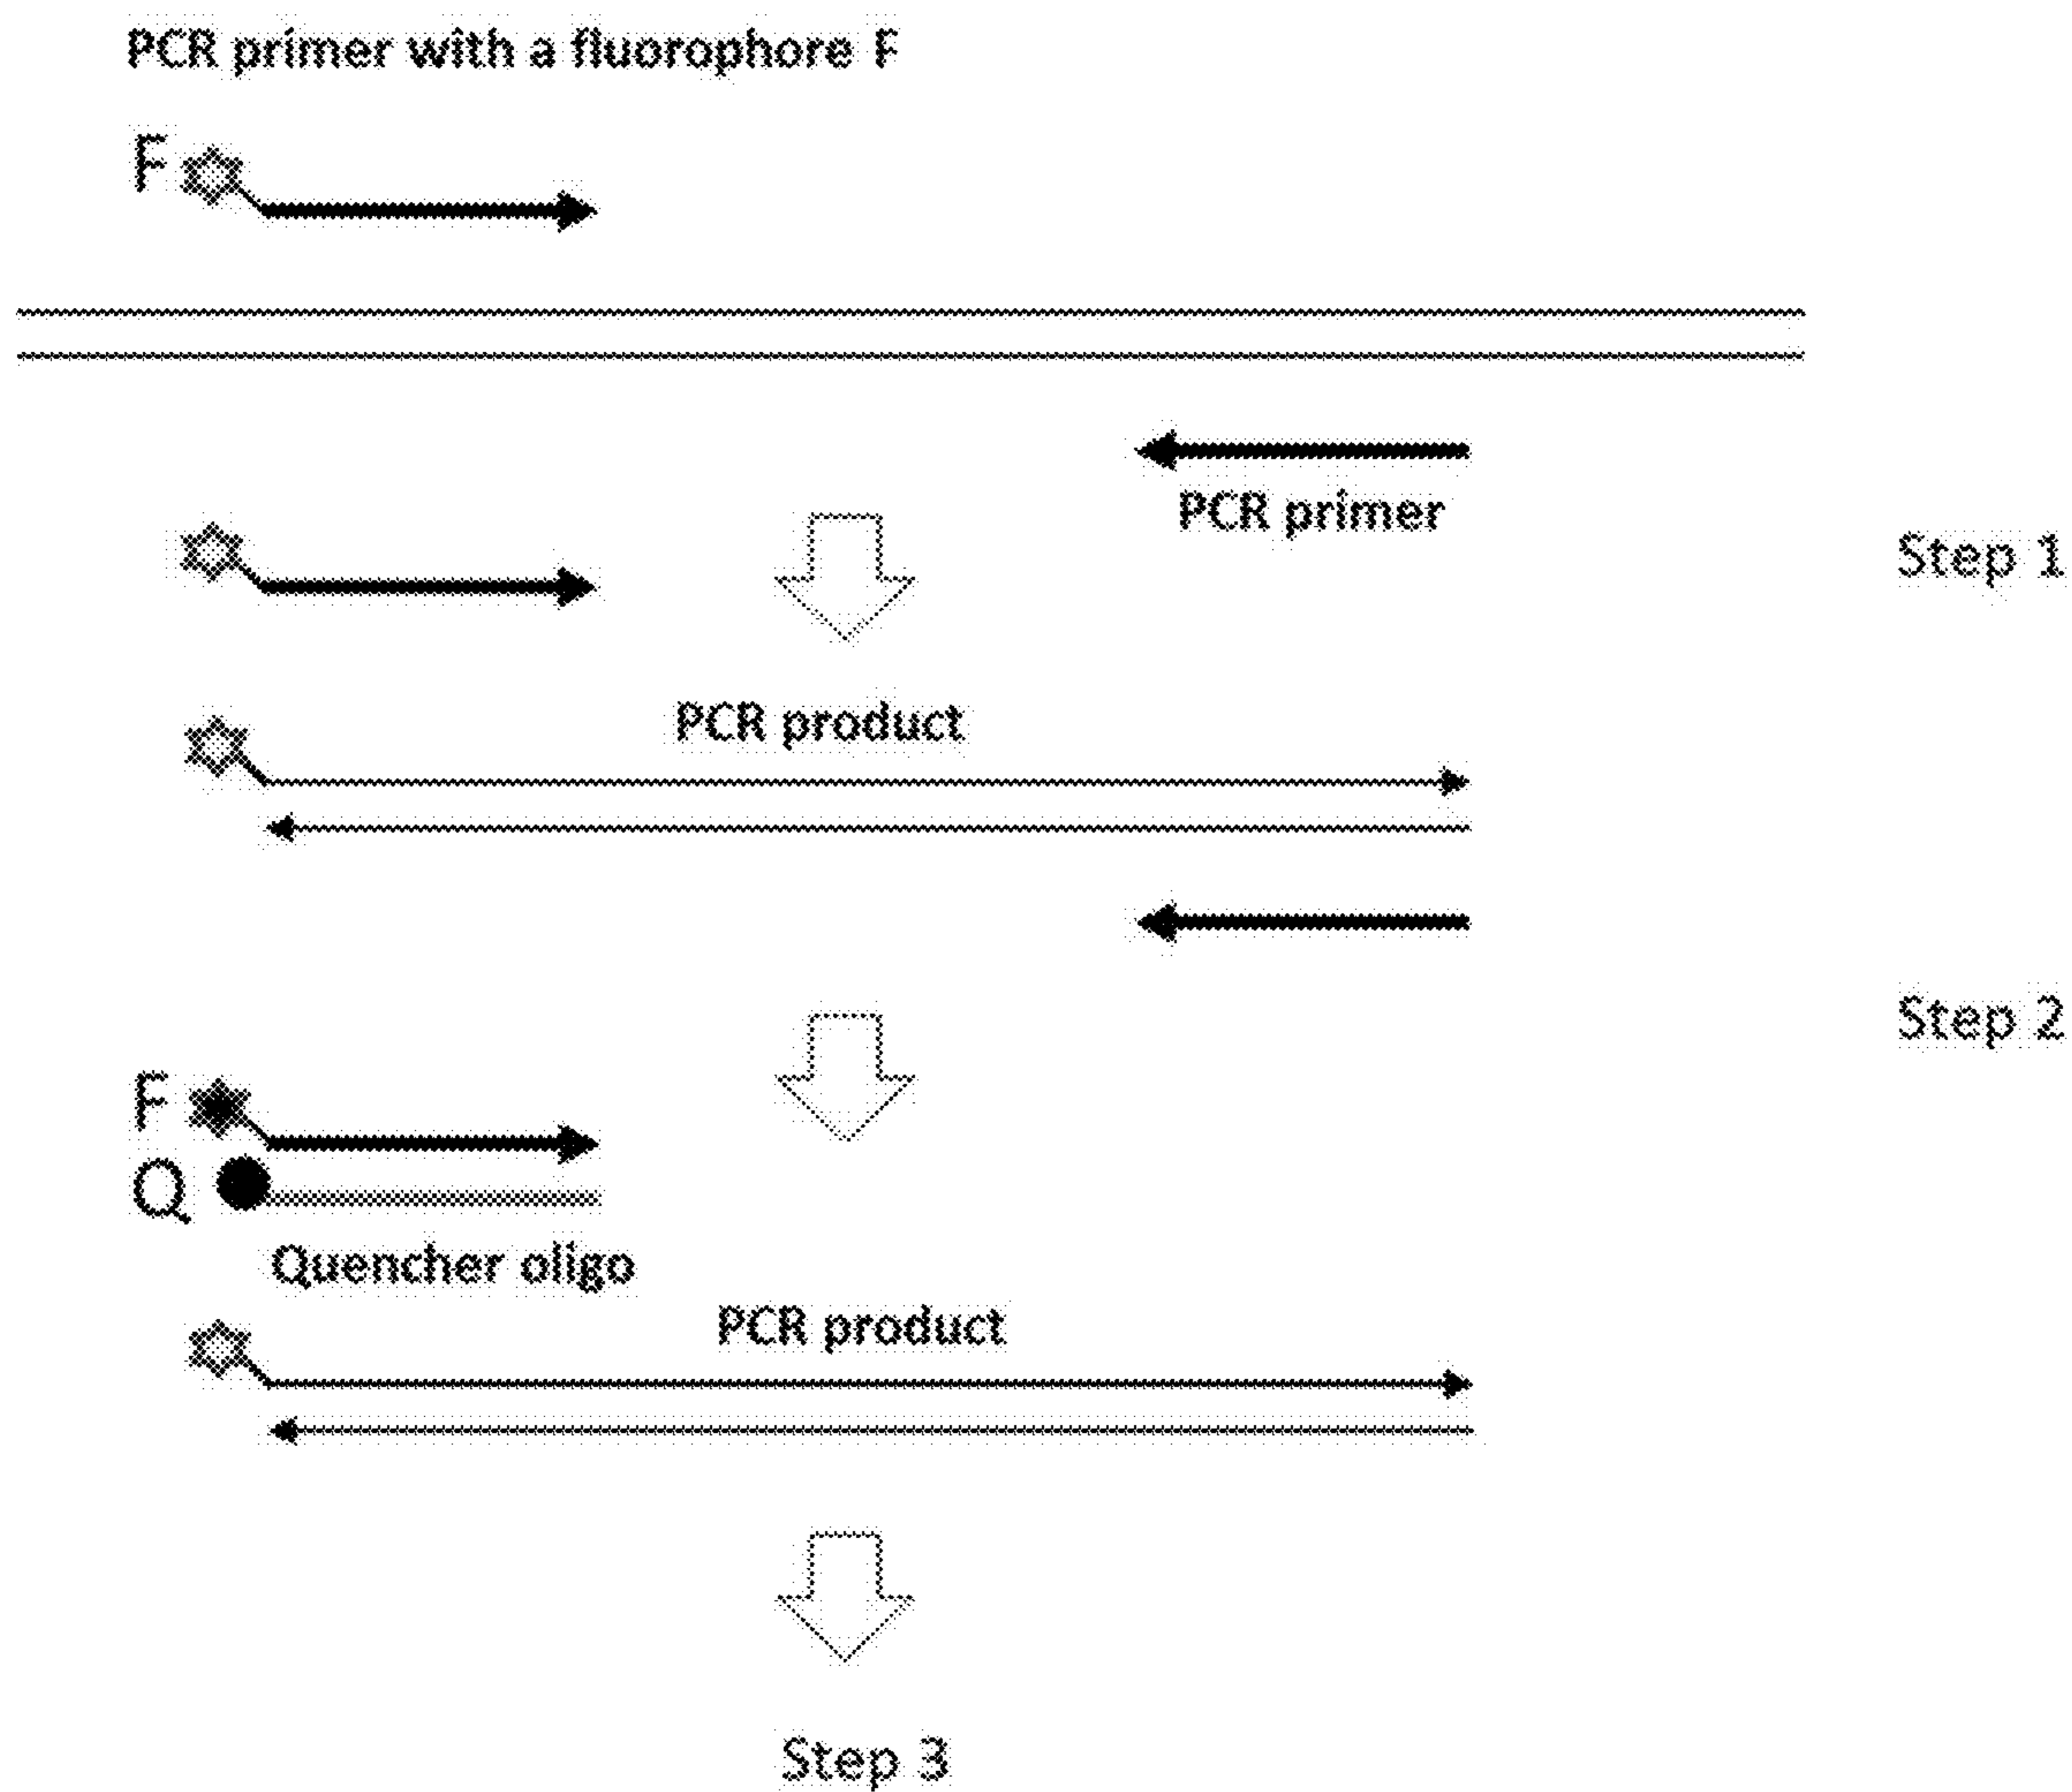 PCR primer with a fluorophore F
F
PCR primer
Step 1
PCR product
Step 2
F
Q
Quencher oligo
PCR product
Step 3